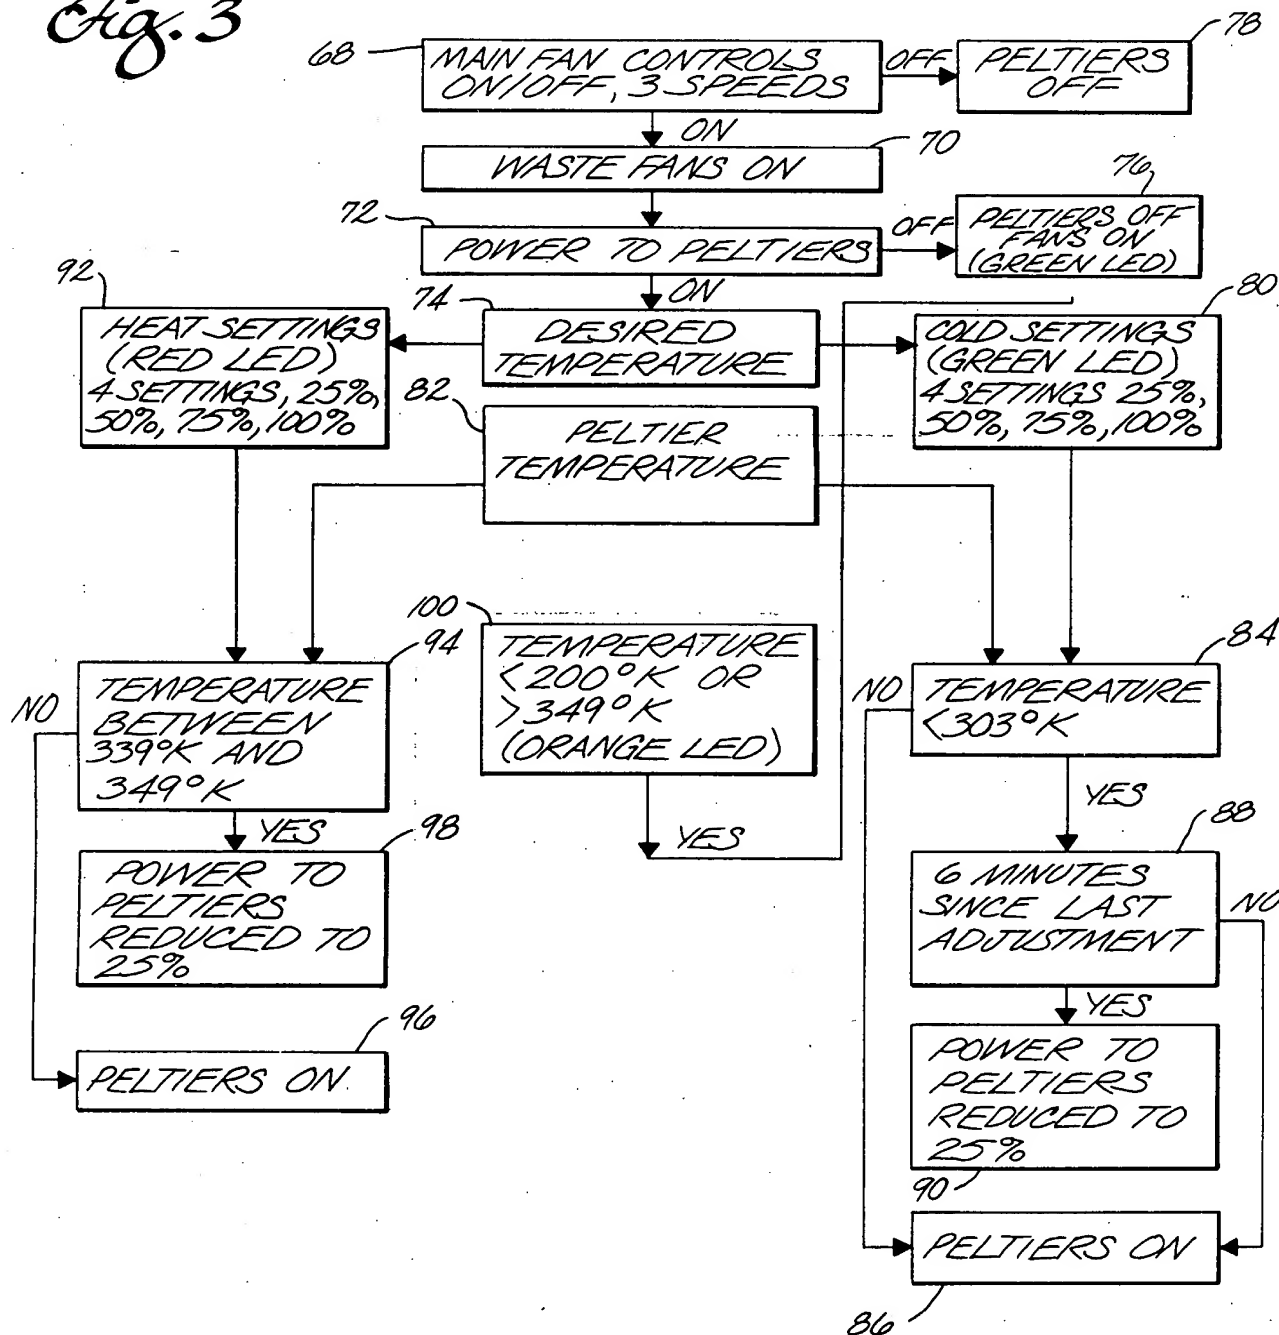 Fig. 3
68
MAIN FAN CONTROLS
ON/OFF, 3 SPEEDS
OFF
78
PELTIERS
OFF
ON
70
WASTE FANS ON
72
POWER TO PELTIERS
OFF
76
PELTIERS OFF
FANS ON
(GREEN LED)
ON
92
HEAT SETTINGS
(RED LED)
4 SETTINGS, 25%,
50%, 75%, 100%
74
DESIRED
TEMPERATURE
80
COLD SETTINGS
(GREEN LED)
4 SETTINGS 25%,
50%, 75%, 100%
82
PELTIER
TEMPERATURE
94
TEMPERATURE
BETWEEN
339°K AND
349°K
NO
YES
98
POWER TO
PELTIERS
REDUCED TO
25%
96
PELTIERS ON
100
TEMPERATURE
<200°K OR
>349°K
(ORANGE LED)
YES
84
TEMPERATURE
<303°K
NO
YES
88
6 MINUTES
SINCE LAST
ADJUSTMENT
NO
YES
POWER TO
PELTIERS
REDUCED TO
25%
90
PELTIERS ON
86